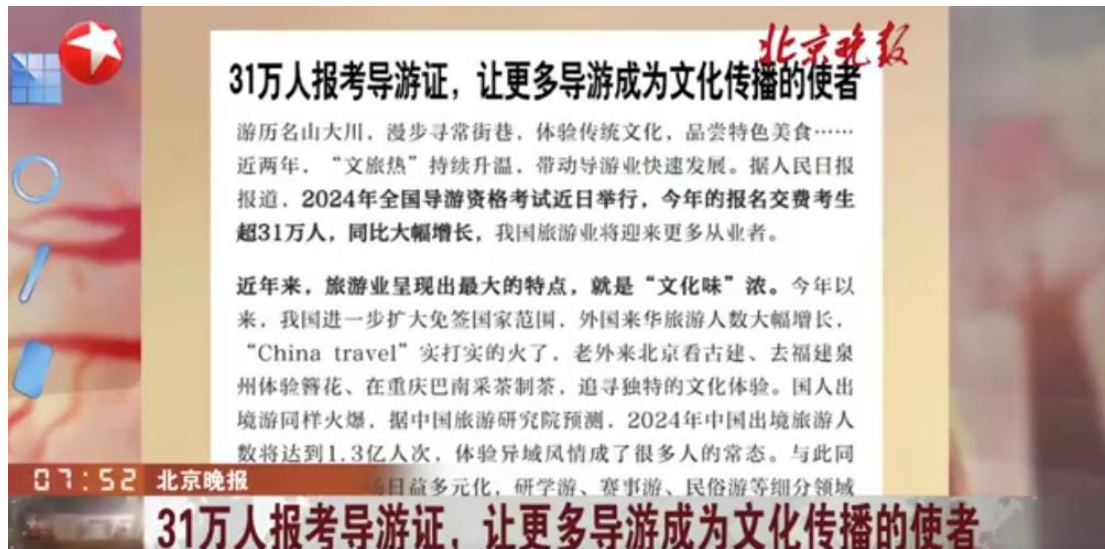 北京晚报
31万人报考导游证，让更多导游成为文化传播的使者
游历名山大川，漫步寻常街巷，体验传统文化，品尝特色美食……
近两年，“文旅热”持续升温，带动导游业快速发展。据人民日报
报道，2024年全国导游资格考试近日举行，今年的报名交费考生
超31万人，同比大幅增长，我国旅游业将迎来更多从业者。
近年来，旅游业呈现出最大的特点，就是“文化味”浓。今年以
来，我国进一步扩大免签国家范围，外国来华旅游人数大幅增长，
“China travel”实打实的火了，老外来北京看古建、去福建泉
州体验簪花、在重庆巴南采茶制茶，追寻独特的文化体验。国人出
境游同样火爆，据中国旅游研究院预测，2024年中国出境旅游人
数将达到1.3亿人次，体验异域风情成了很多人的常态。与此同
日益多元化，研学游、赛事游、民俗游等细分领域
07:52 北京晚报
31万人报考导游证，让更多导游成为文化传播的使者